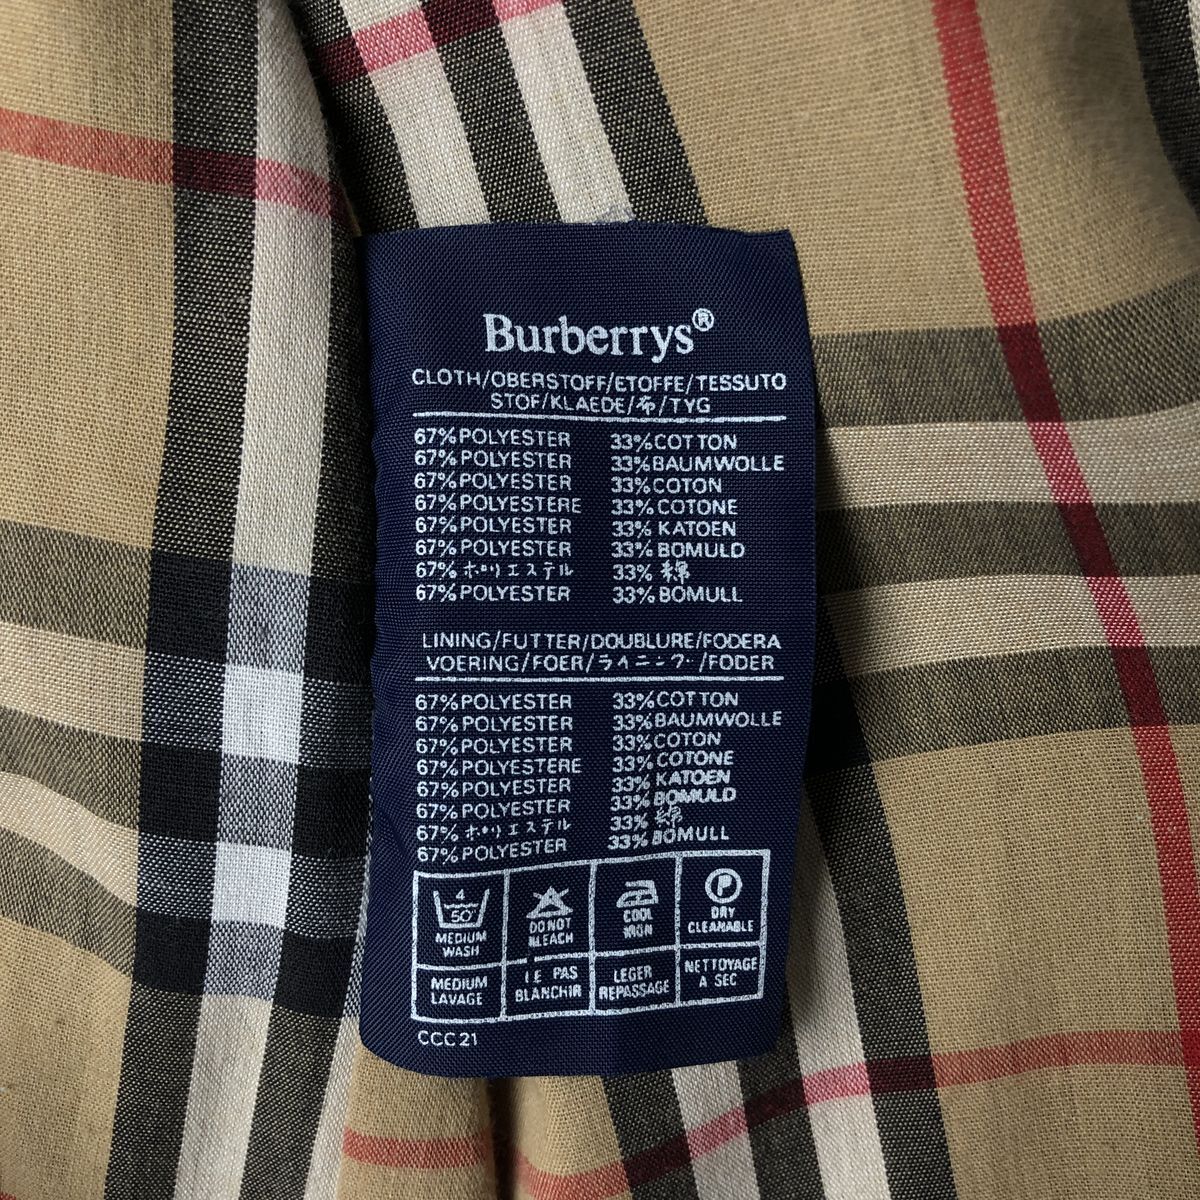 Burberrys®
CLOTH/OBERSTOFF/ETOFFE/TESSUTO
STOF/KLAEDE/布/TYG
67%POLYESTER 33%COTTON
67%POLYESTER 33%BAUMWOLLE
67%POLYESTER 33%COTON
67%POLYESTERE 33%COTONE
67%POLYESTER 33%KATOEN
67%POLYESTER 33%BOMULD
67%ポリエステル 33%綿
67%POLYESTER 33%BOMULL
LINING/FUTTER/DOUBLURE/FODERA
VOERING/FOER/ライニング/FODER
67%POLYESTER 33%COTTON
67%POLYESTER 33%BAUMWOLLE
67%POLYESTER 33%COTON
67%POLYESTERE 33%COTONE
67%POLYESTER 33%KATOEN
67%POLYESTER 33%BOMULD
67%ポリエステル 33%綿
67%POLYESTER 33%BOMULL
4
50° P
MEDIUM WASH
DO NOT BLEACH
COOL IRON
DRY CLEANABLE
MEDIUM LAVAGE
LE PAS BLANCHIR
LEGER REPASSAGE
NETTOYAGE A SEC
CCC 21